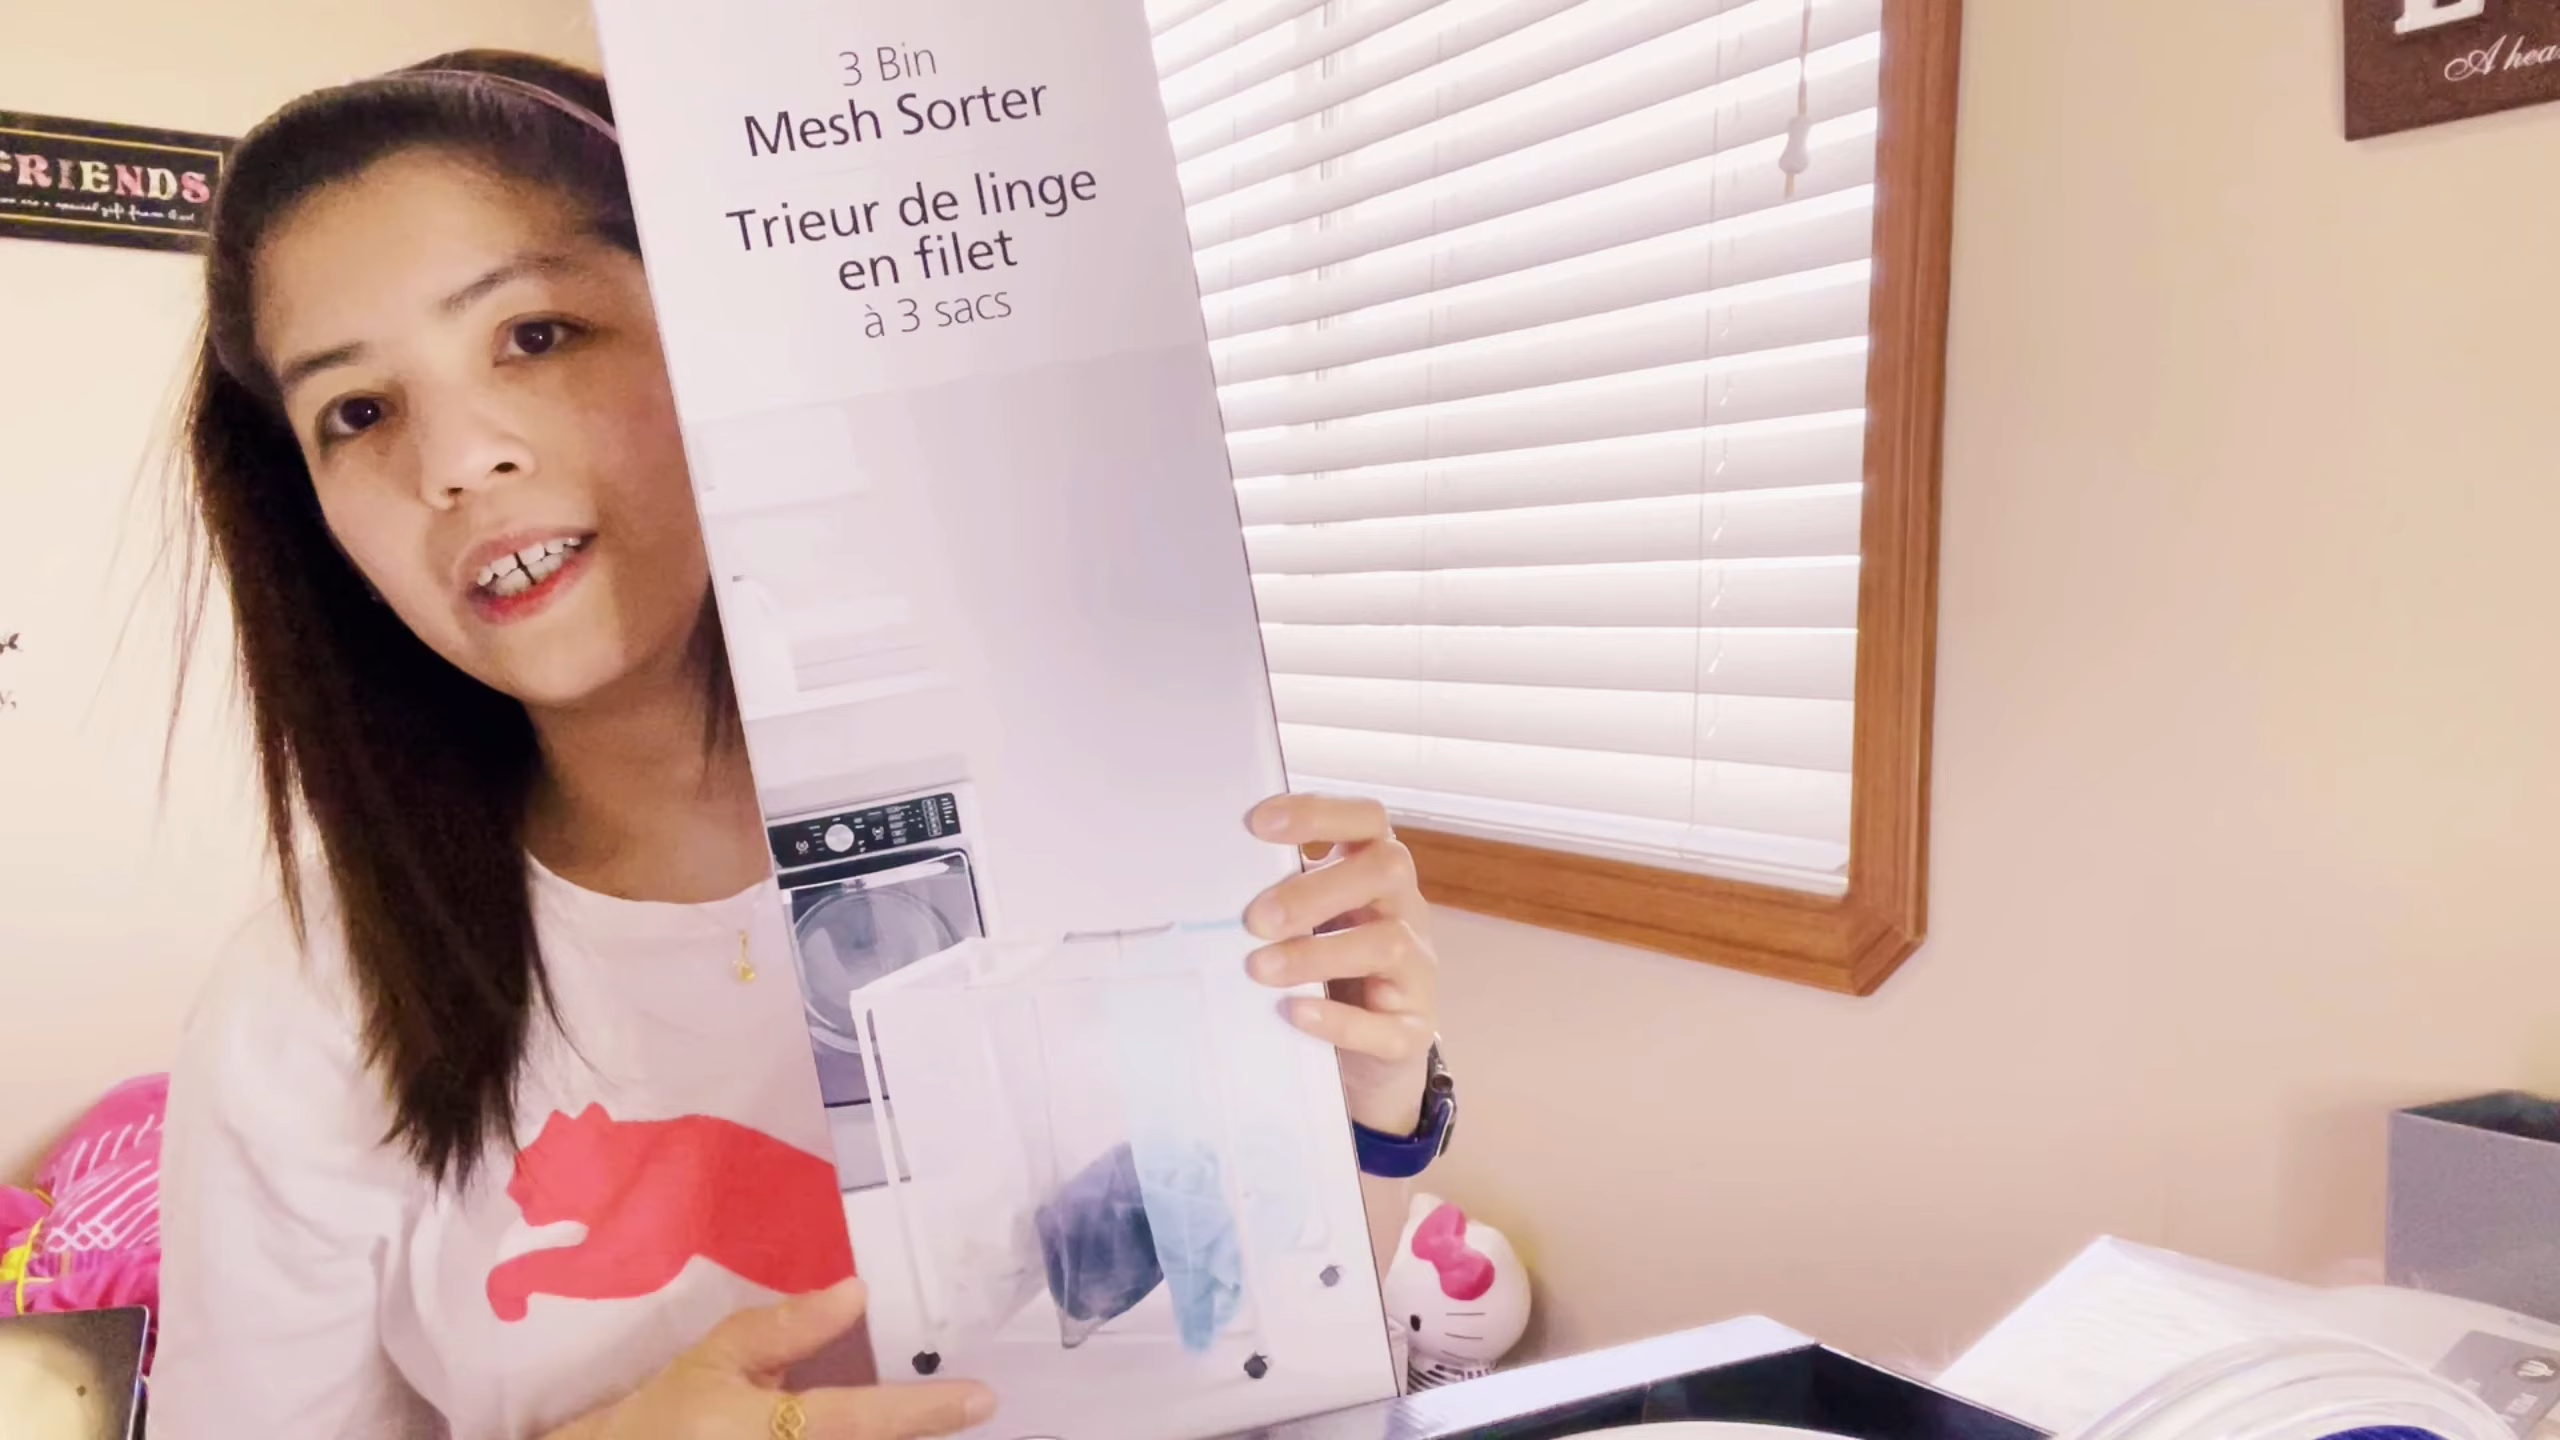 FRIENDS
3 Bin
Mesh Sorter
Trieur de linge
en filet
à 3 sacs
A